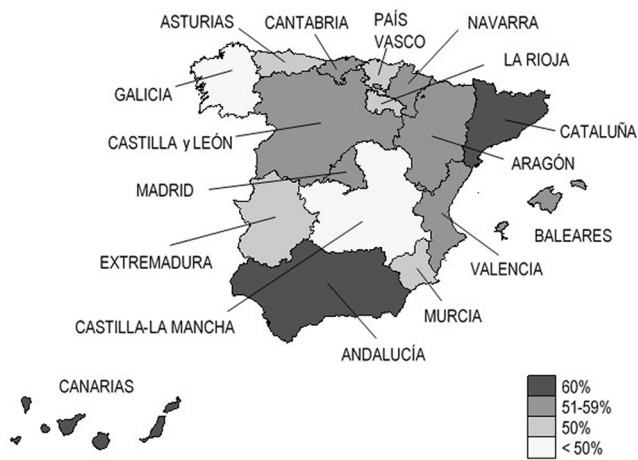 ASTURIAS
CANTABRIA
PAÍS
VASCO
NAVARRA
LA RIOJA
GALICIA
CASTILLA y LEÓN
CATALUÑA
ARAGÓN
MADRID
BALEARES
EXTREMADURA
VALENCIA
CASTILLA-LA MANCHA
MURCIA
ANDALUCÍA
CANARIAS
60%
51-59%
50%
< 50%